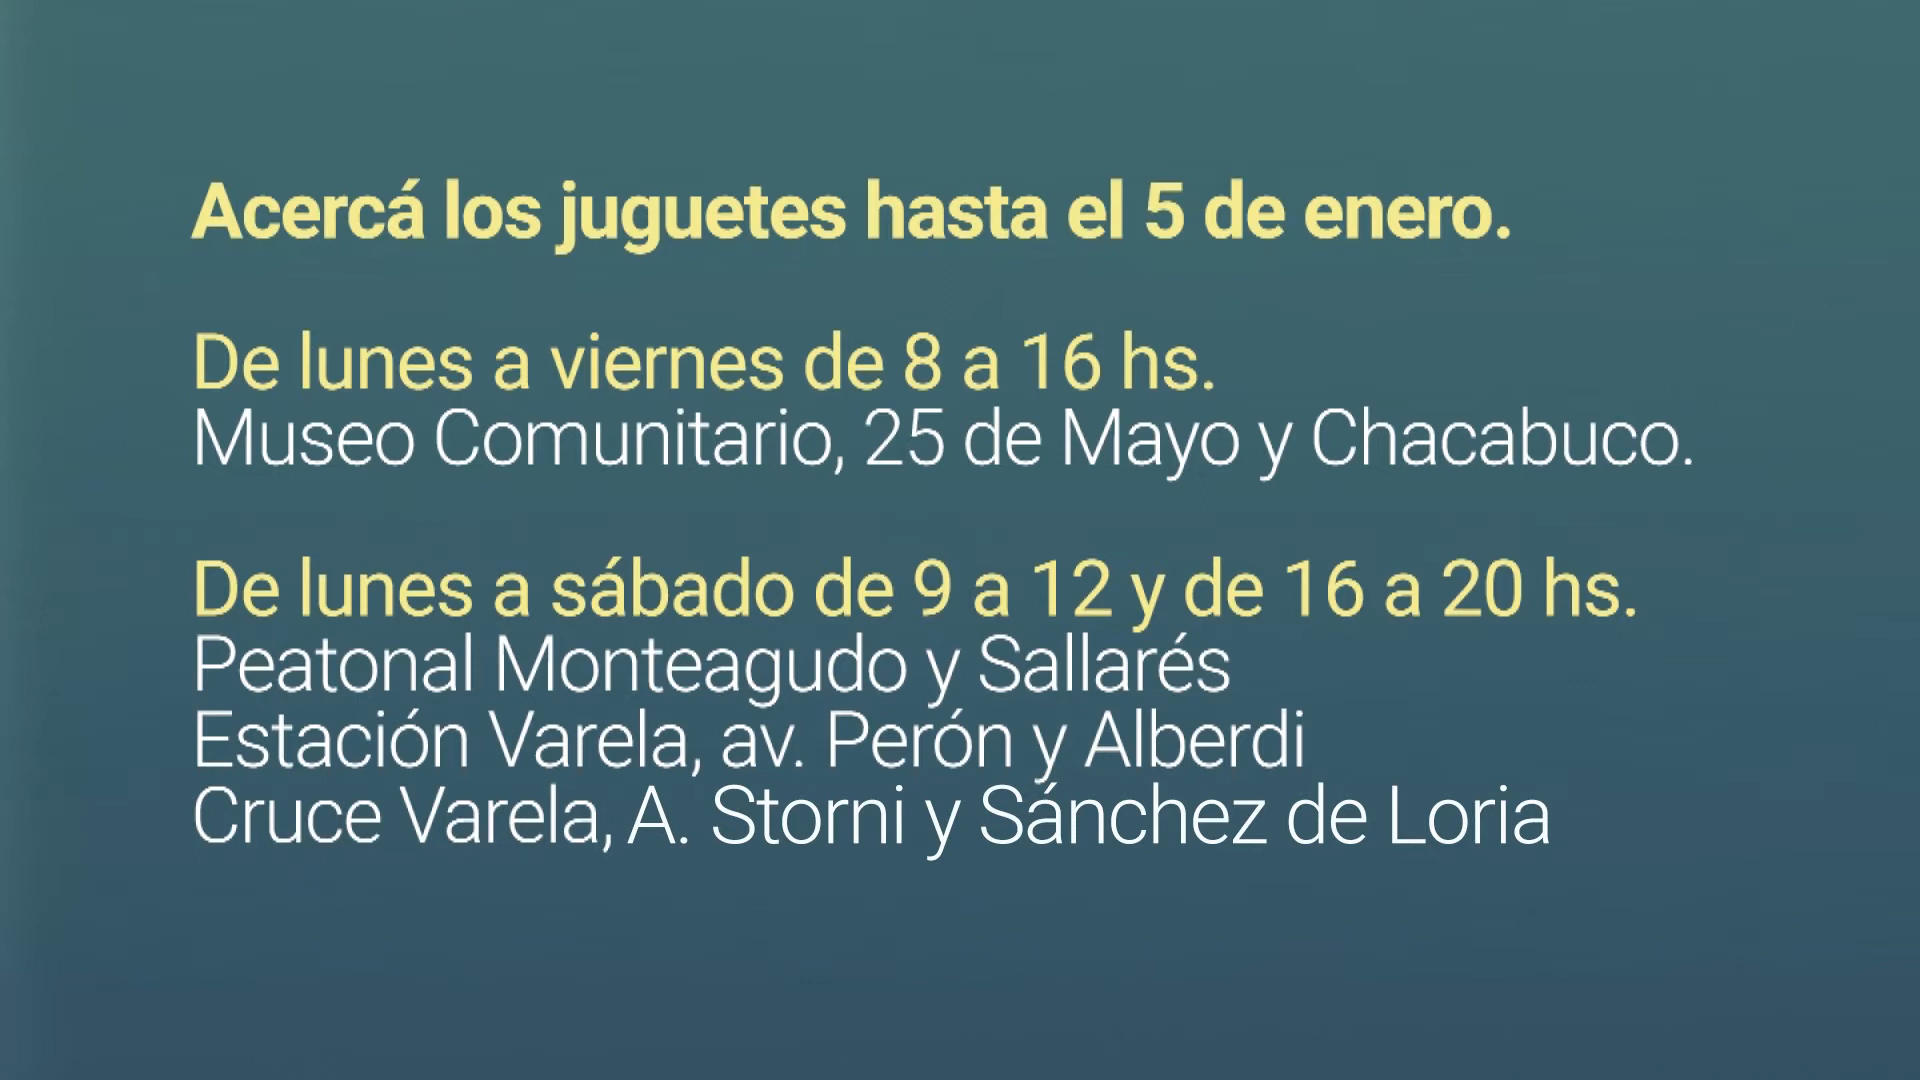 Acercá los juguetes hasta el 5 de enero.
De lunes a viernes de 8 a 16 hs.
Museo Comunitario, 25 de Mayo y Chacabuco.
De lunes a sábado de 9 a 12 y de 16 a 20 hs.
Peatonal Monteagudo y Sallarés
Estación Varela, av. Perón y Alberdi
Cruce Varela, A. Storni y Sánchez de Loria